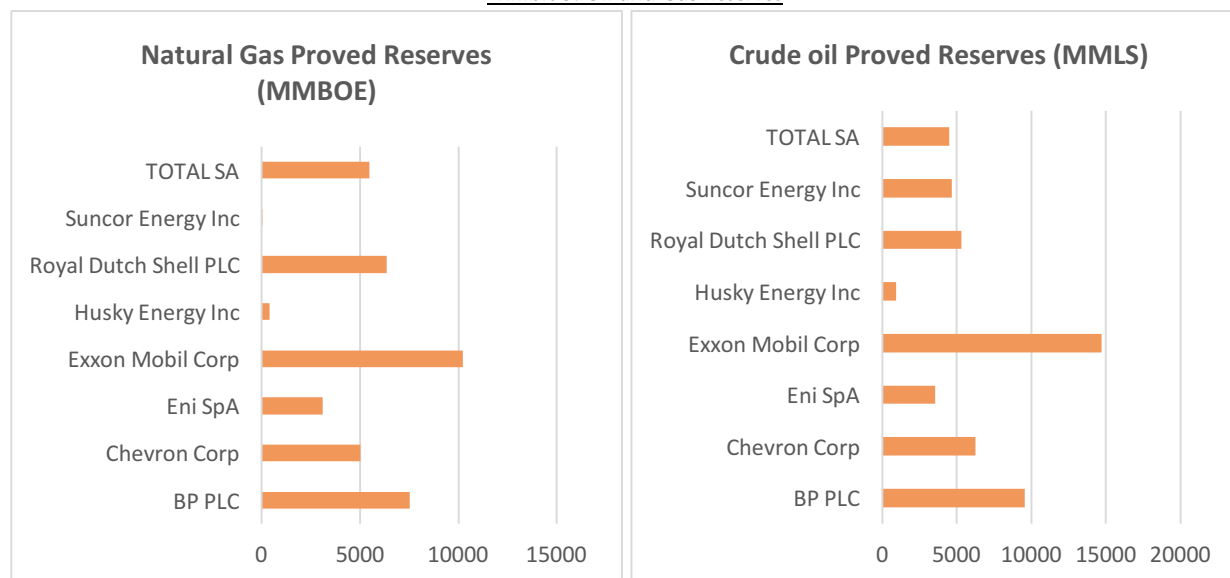 Natural Gas Proved Reserves
(MMBOE)
TOTAL SA
Suncor Energy Inc
Royal Dutch Shell PLC
Husky Energy Inc
Exxon Mobil Corp
Eni SpA
Chevron Corp
BP PLC
0 5000 10000 15000
Crude oil Proved Reserves (MMLS)
TOTAL SA
Suncor Energy Inc
Royal Dutch Shell PLC
Husky Energy Inc
Exxon Mobil Corp
Eni SpA
Chevron Corp
BP PLC
0 5000 10000 15000 20000